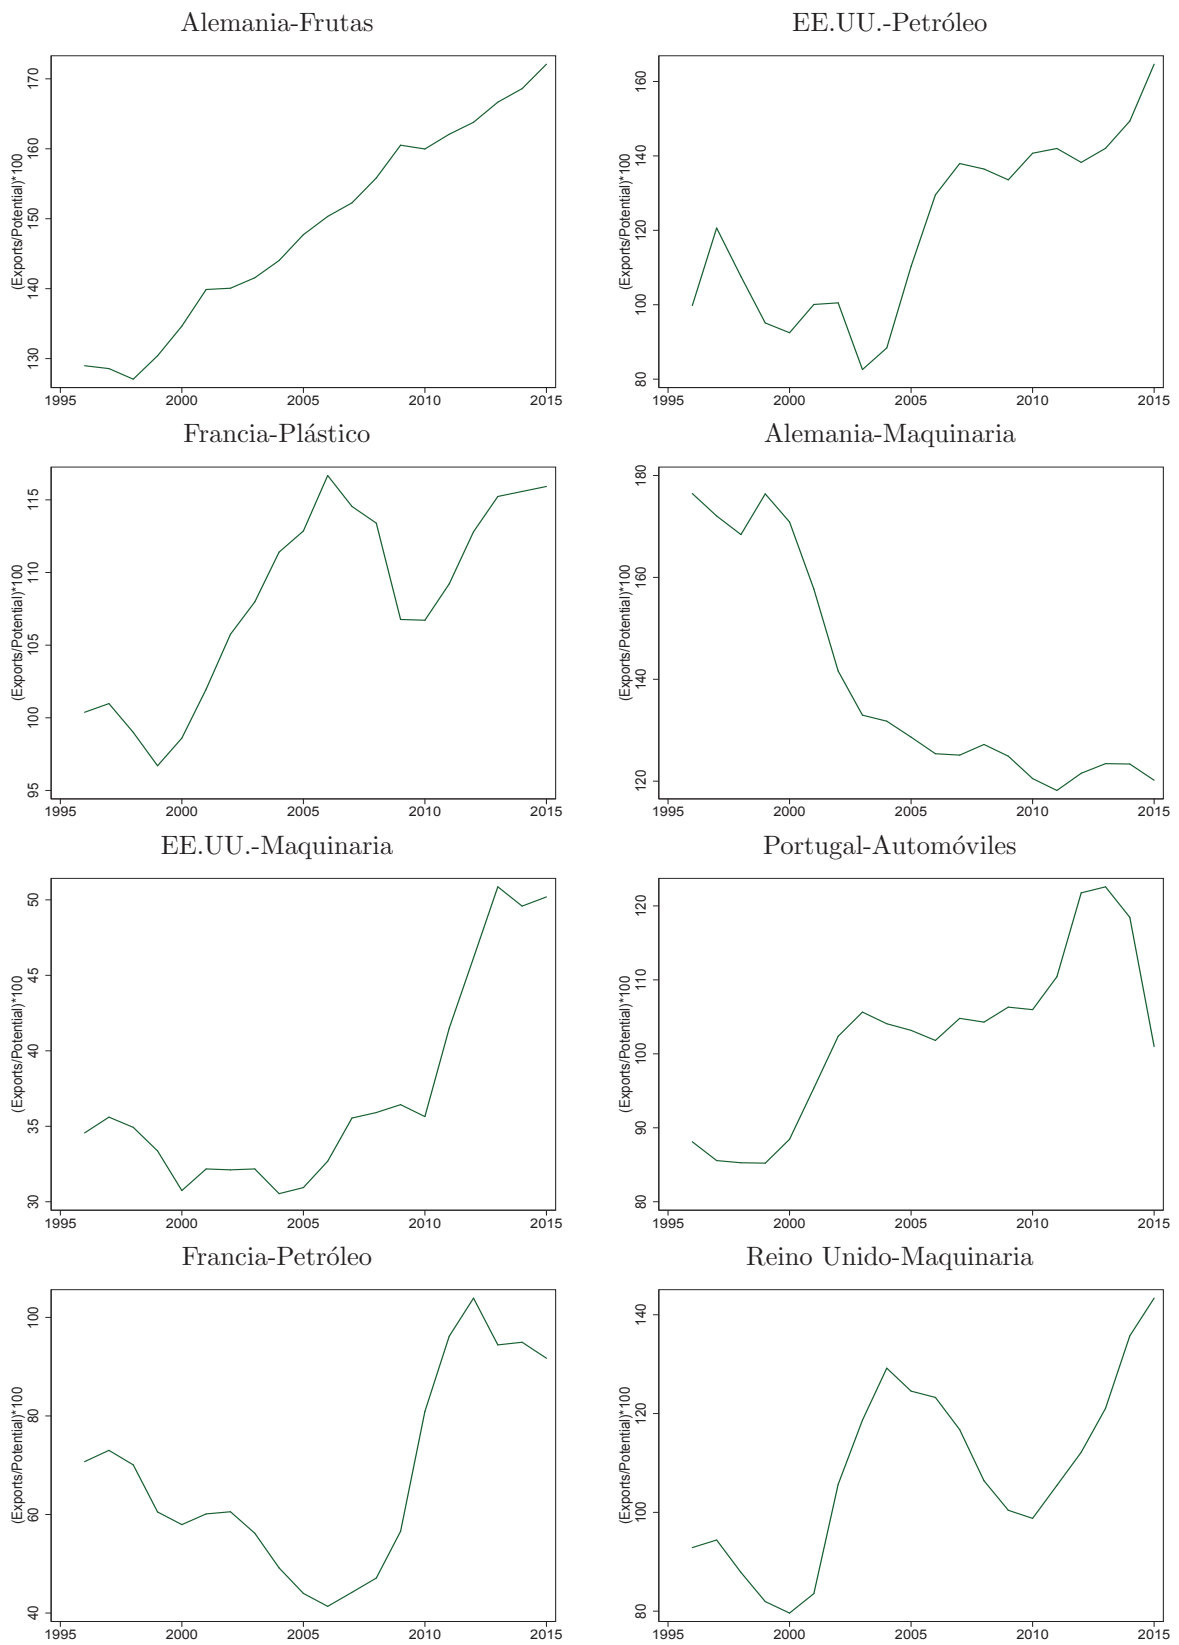 Alemania-Frutas
(Exports/Potential)*100
170
160
150
140
130
1995 2000 2005 2010 2015
EE.UU.-Petróleo
(Exports/Potential)*100
160
140
120
100
80
1995 2000 2005 2010 2015
Francia-Plástico
(Exports/Potential)*100
115
110
105
100
95
1995 2000 2005 2010 2015
Alemania-Maquinaria
(Exports/Potential)*100
180
160
140
120
1995 2000 2005 2010 2015
EE.UU.-Maquinaria
(Exports/Potential)*100
50
45
40
35
30
1995 2000 2005 2010 2015
Portugal-Automóviles
(Exports/Potential)*100
120
110
100
90
80
1995 2000 2005 2010 2015
Francia-Petróleo
(Exports/Potential)*100
100
80
60
40
1995 2000 2005 2010 2015
Reino Unido-Maquinaria
(Exports/Potential)*100
140
120
100
80
1995 2000 2005 2010 2015